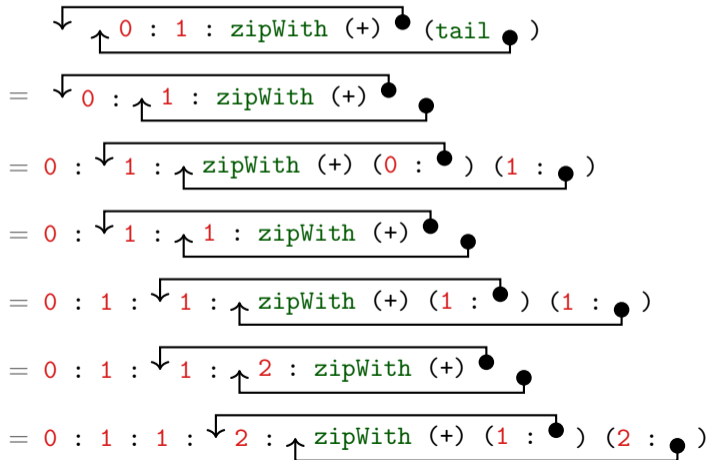 0 : 1 : zipWith (+) (tail )
= 0 : 1 : zipWith (+)
= 0 : 1 : zipWith (+) (0 : ) (1 : )
= 0 : 1 : 1 : zipWith (+)
= 0 : 1 : 1 : zipWith (+) (1 : ) (1 : )
= 0 : 1 : 1 : 2 : zipWith (+)
= 0 : 1 : 1 : 2 : zipWith (+) (1 : ) (2 : )